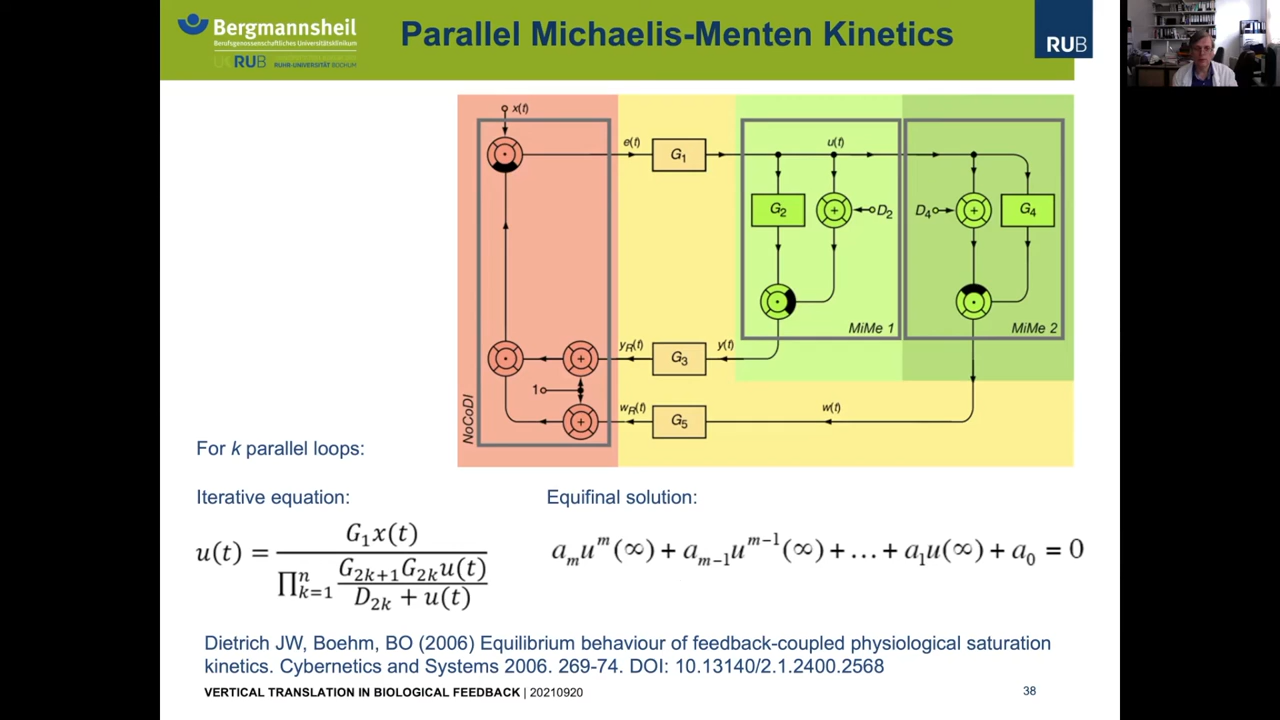 Bergmannsheil
Berufsgenossenschaftliches Universitätsklinikum
UK RUB RUHR-UNIVERSITÄT BOCHUM
Parallel Michaelis-Menten Kinetics
RUB
x(t)
e(t)
G1
u(t)
G2
+
D2
D4
+
G4
MiMe 1
MiMe 2
yR(t)
G3
y(t)
+
1
NoCoDI
+
wR(t)
G5
w(t)
For k parallel loops:
Iterative equation:
Equifinal solution:
u(t) = G₁x(t) / ∏ⁿₖ₌₁ G₂ₖ₊₁G₂ₖu(t) / D₂ₖ + u(t)
aₘuᵐ(∞) + aₘ₋₁uᵐ⁻¹(∞) + … + a₁u(∞) + a₀ = 0
Dietrich JW, Boehm, BO (2006) Equilibrium behaviour of feedback-coupled physiological saturation
kinetics. Cybernetics and Systems 2006. 269-74. DOI: 10.13140/2.1.2400.2568
VERTICAL TRANSLATION IN BIOLOGICAL FEEDBACK | 20210920
38